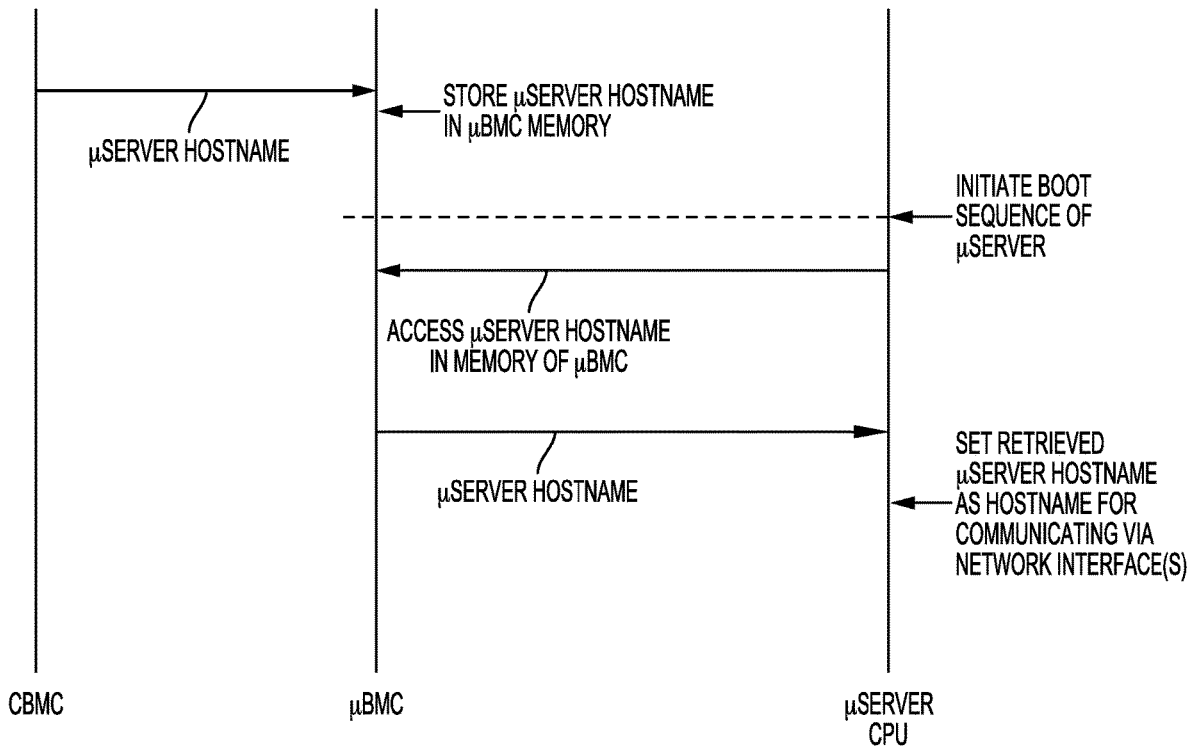 STORE μSERVER HOSTNAME
IN μBMC MEMORY
μSERVER HOSTNAME
INITIATE BOOT
SEQUENCE OF
μSERVER
ACCESS μSERVER HOSTNAME
IN MEMORY OF μBMC
SET RETRIEVED
μSERVER HOSTNAME
AS HOSTNAME FOR
COMMUNICATING VIA
NETWORK INTERFACE(S)
μSERVER HOSTNAME
CBMC
μBMC
μSERVER
CPU